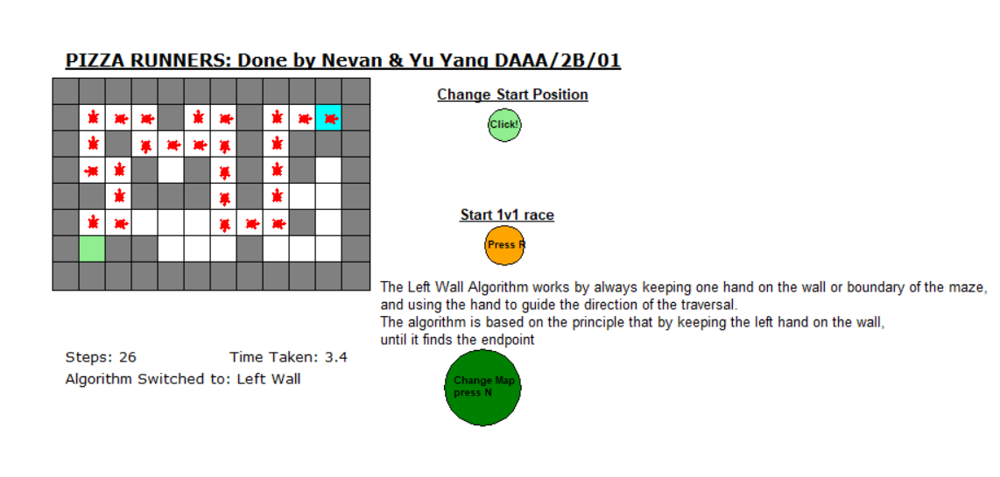 PIZZA RUNNERS: Done by Nevan & Yu Yang DAAA/2B/01
Change Start Position
Click!
Start 1v1 race
Press R
The Left Wall Algorithm works by always keeping one hand on the wall or boundary of the maze,
and using the hand to guide the direction of the traversal.
The algorithm is based on the principle that by keeping the left hand on the wall,
until it finds the endpoint
Steps: 26
Time Taken: 3.4
Algorithm Switched to: Left Wall
Change Map
press N